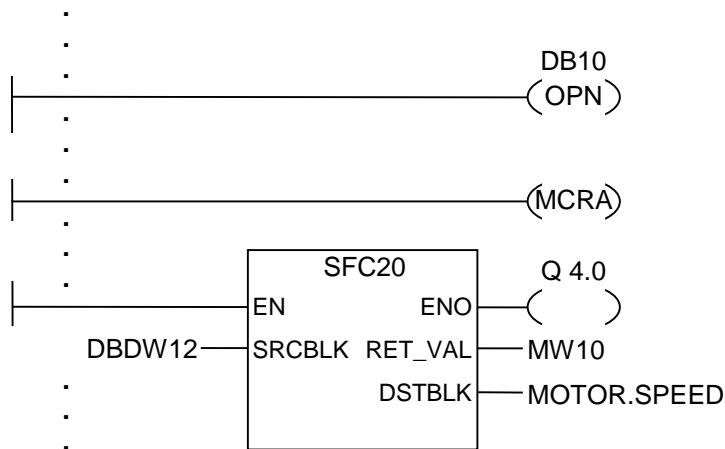 DB10
OPN
MCRA
SFC20
Q 4.0
EN ENO
DBDW12 SRCBLK RET_VAL MW10
DSTBLK MOTOR.SPEED